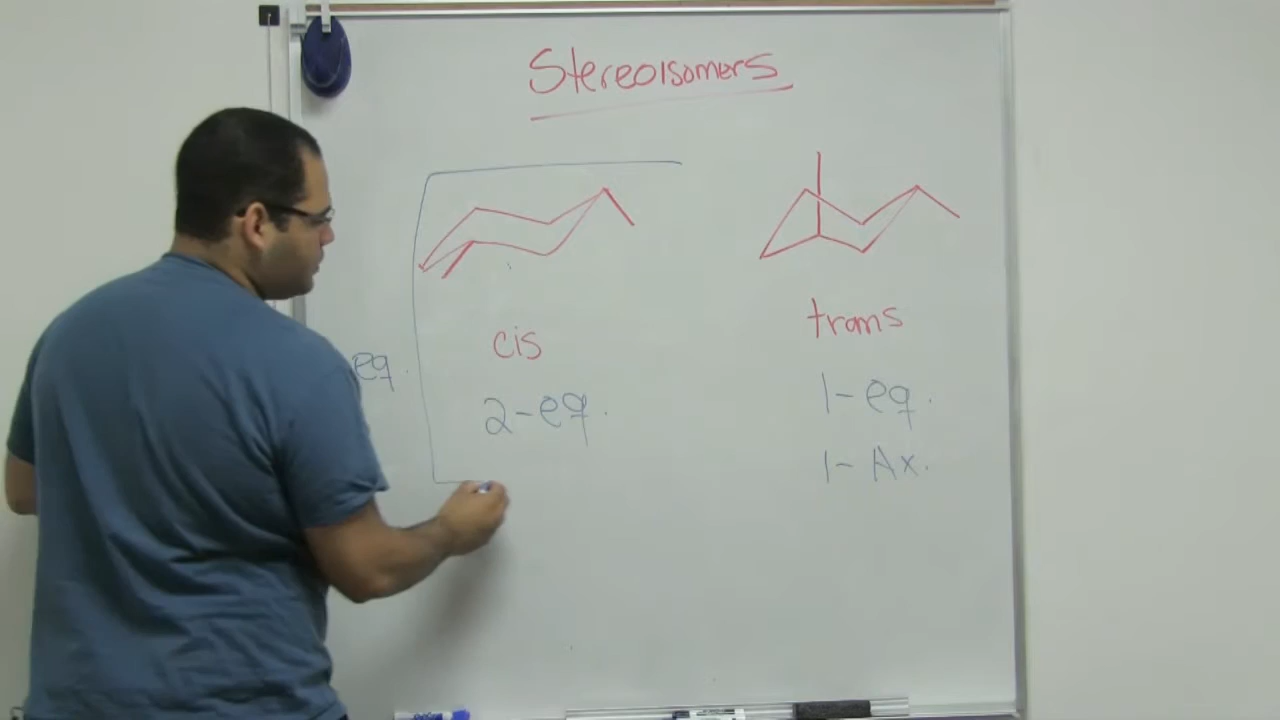 Stereoisomers
cis
trans
eq.
2-eq.
1-eq.
1-Ax.